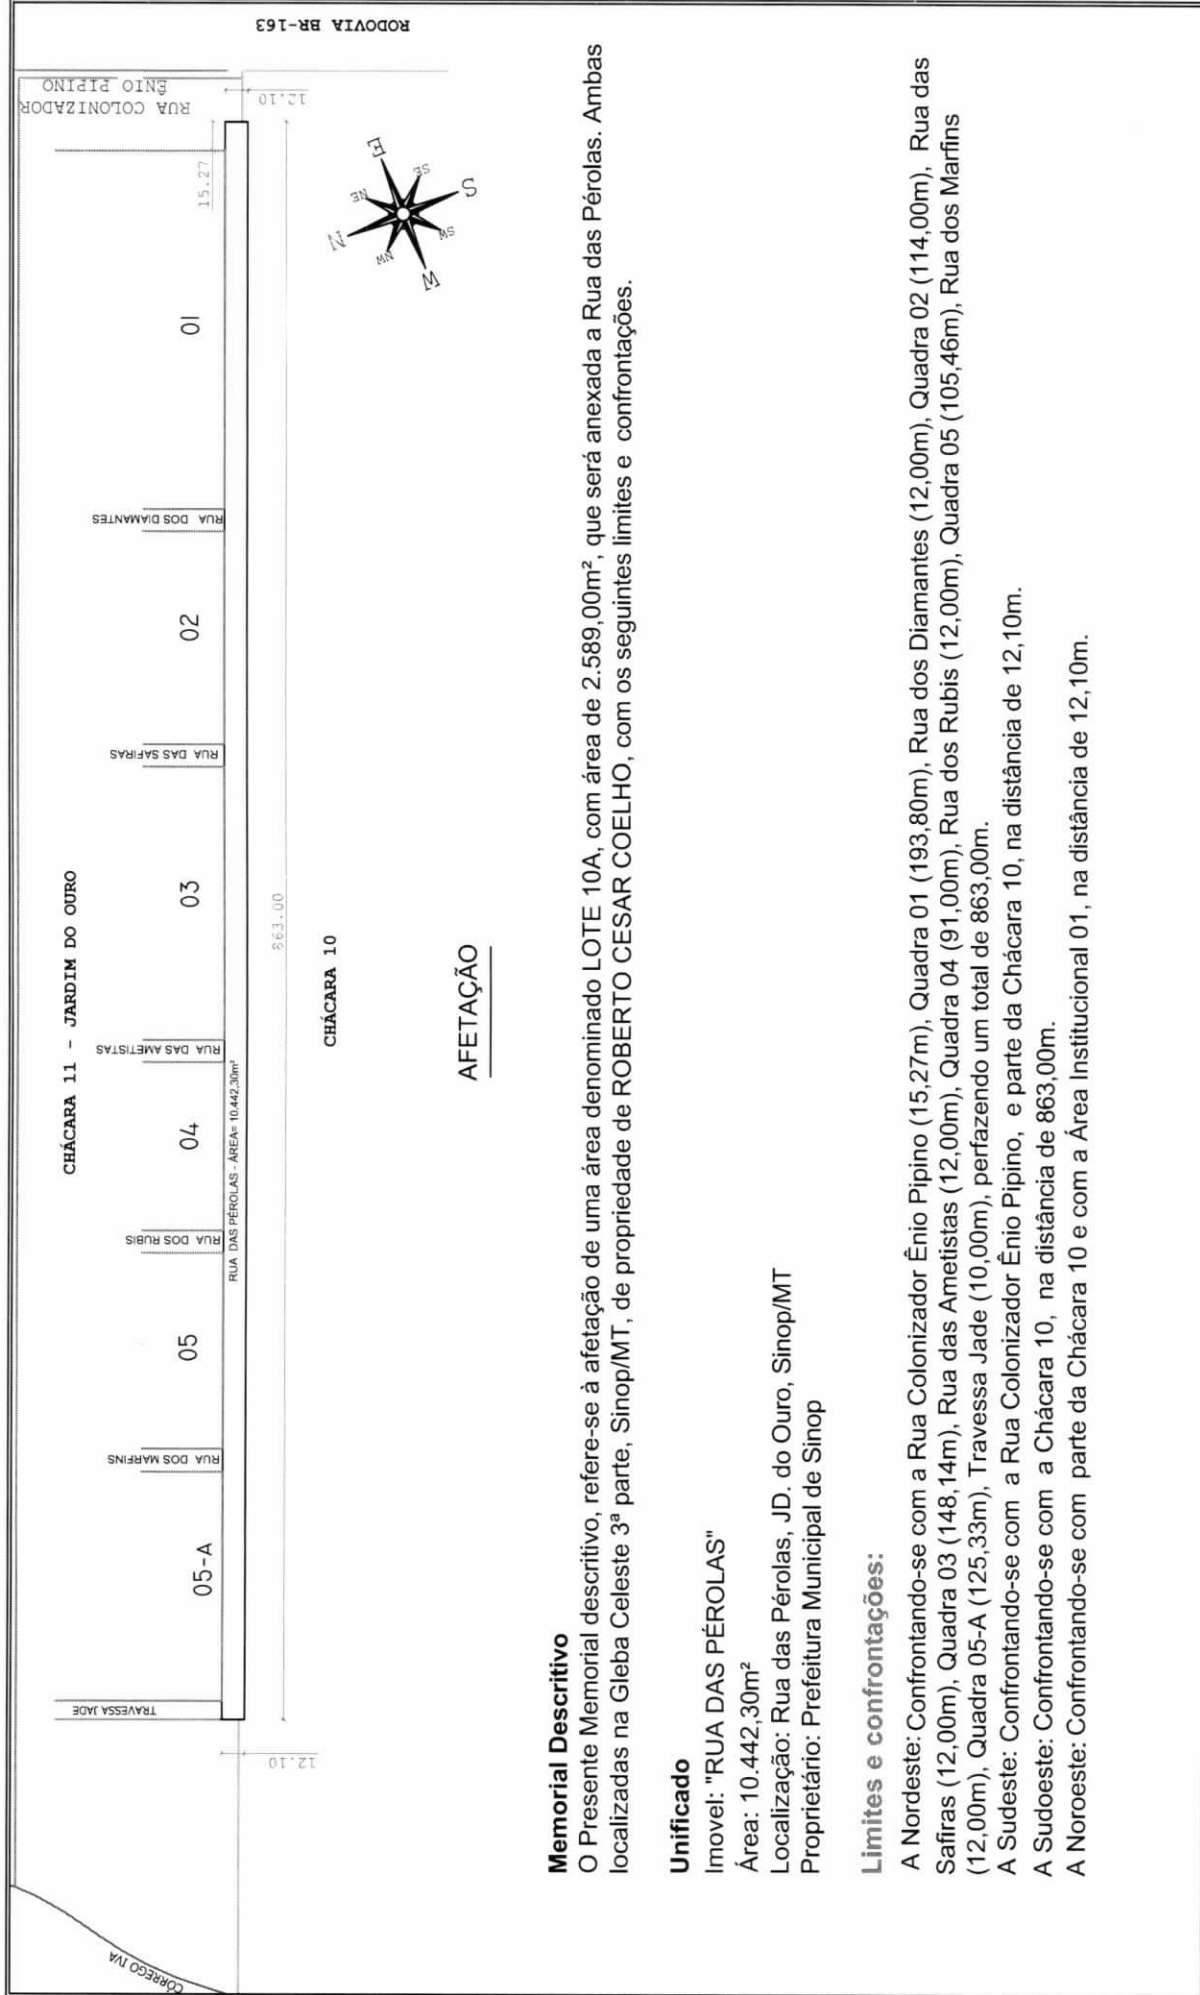 RODOVIA BR-163
RUA COLONIZADOR
ÊNIO PIPINO
12.10
15.27
CHÁCARA 11 - JARDIM DO OURO
CÓRREGO IVA
TRAVESSA JADE
05-A
RUA DOS MARFINS
05
RUA DOS RUBIS
04
RUA DAS AMETISTAS
03
RUA DAS SAFIRAS
02
RUA DOS DIAMANTES
01
RUA DAS PÉROLAS - ÁREA= 10.442,30m²
12.10
863.00
CHÁCARA 10
N
NE
E
SE
S
SW
W
NW
AFETAÇÃO
Memorial Descritivo
O Presente Memorial descritivo, refere-se à afetação de uma área denominado LOTE 10A, com área de 2.589,00m², que será anexada a Rua das Pérolas. Ambas
localizadas na Gleba Celeste 3ª parte, Sinop/MT, de propriedade de ROBERTO CESAR COELHO, com os seguintes limites e confrontações.
Unificado
Imovel: "RUA DAS PÉROLAS"
Área: 10.442,30m²
Localização: Rua das Pérolas, JD. do Ouro, Sinop/MT
Proprietário: Prefeitura Municipal de Sinop
Limites e confrontações:
A Nordeste: Confrontando-se com a Rua Colonizador Ênio Pipino (15,27m), Quadra 01 (193,80m), Rua dos Diamantes (12,00m), Quadra 02 (114,00m), Rua das
Safiras (12,00m), Quadra 03 (148,14m), Rua das Ametistas (12,00m), Quadra 04 (91,00m), Rua dos Rubis (12,00m), Quadra 05 (105,46m), Rua dos Marfins
(12,00m), Quadra 05-A (125,33m), Travessa Jade (10,00m), perfazendo um total de 863,00m.
A Sudeste: Confrontando-se com a Rua Colonizador Ênio Pipino, e parte da Chácara 10, na distância de 12,10m.
A Sudoeste: Confrontando-se com a Chácara 10, na distância de 863,00m.
A Noroeste: Confrontando-se com parte da Chácara 10 e com a Área Institucional 01, na distância de 12,10m.